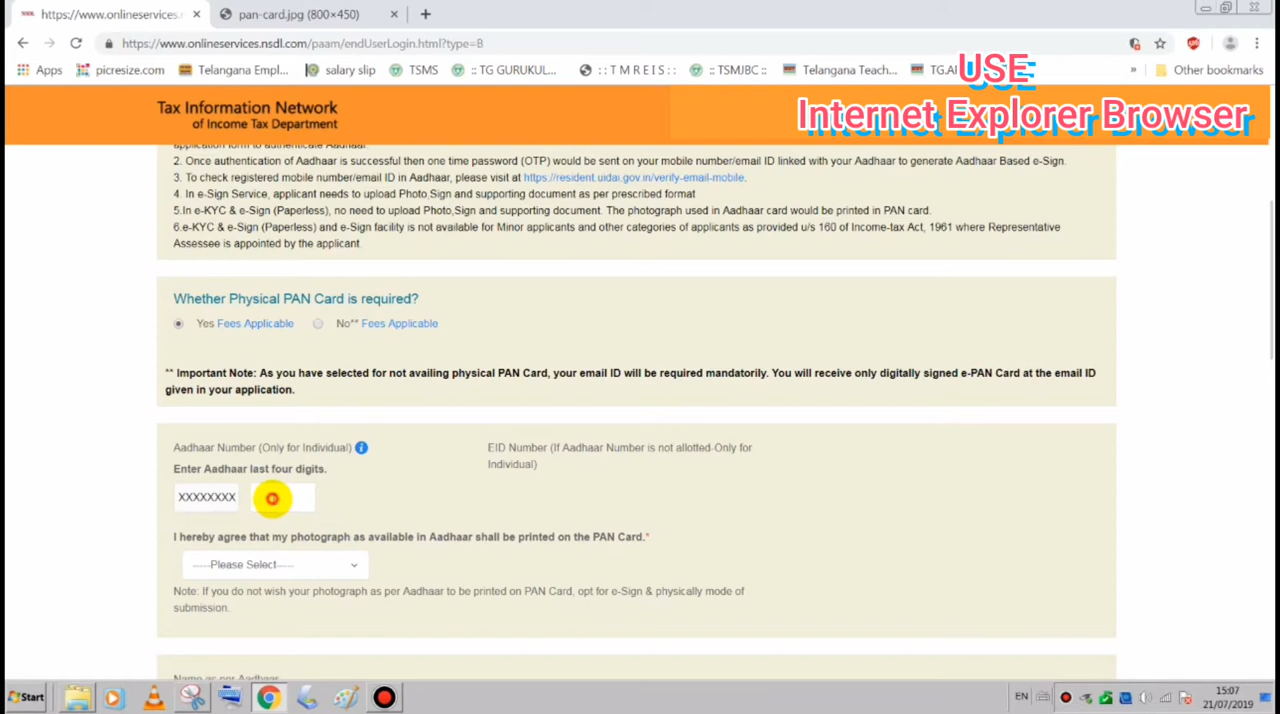 https://www.onlineservices.n
pan-card.jpg (800×450)
https://www.onlineservices.nsdl.com/paam/endUserLogin.html?type=B
Apps
picresize.com
Telangana Empl...
salary slip
TSMS
:: TG GURUKUL...
: : T M R E I S : :
:: TSMJBC ::
Telangana Teach...
TG.A
»
Other bookmarks
USE
Internet Explorer Browser
Tax Information Network
of Income Tax Department
application form to authenticate Aadhaar.
2. Once authentication of Aadhaar is successful then one time password (OTP) would be sent on your mobile number/email ID linked with your Aadhaar to generate Aadhaar Based e-Sign.
3. To check registered mobile number/email ID in Aadhaar, please visit at https://resident.uidai.gov.in/verify-email-mobile.
4. In e-Sign Service, applicant needs to upload Photo,Sign and supporting document as per prescribed format
5.In e-KYC & e-Sign (Paperless), no need to upload Photo,Sign and supporting document. The photograph used in Aadhaar card would be printed in PAN card.
6.e-KYC & e-Sign (Paperless) and e-Sign facility is not available for Minor applicants and other categories of applicants as provided u/s 160 of Income-tax Act, 1961 where Representative
Assessee is appointed by the applicant.
Whether Physical PAN Card is required?
Yes Fees Applicable No** Fees Applicable
** Important Note: As you have selected for not availing physical PAN Card, your email ID will be required mandatorily. You will receive only digitally signed e-PAN Card at the email ID
given in your application.
Aadhaar Number (Only for Individual)
EID Number (If Aadhaar Number is not allotted-Only for
Individual)
Enter Aadhaar last four digits.
XXXXXXXX
I hereby agree that my photograph as available in Aadhaar shall be printed on the PAN Card.*
-----Please Select-----
Note: If you do not wish your photograph as per Aadhaar to be printed on PAN Card, opt for e-Sign & physically mode of
submission.
Name as per Aadhaar
Start
EN
15:07
21/07/2019